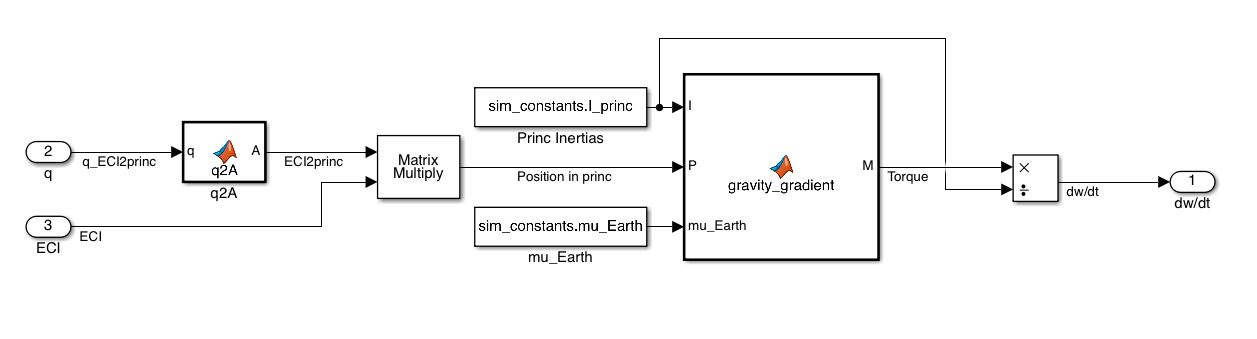 2
q
q_ECI2princ
q
A
q2A
q2A
ECI2princ
3
ECI
ECI
Matrix
Multiply
Position in princ
sim_constants.I_princ
Princ Inertias
sim_constants.mu_Earth
mu_Earth
I
P
mu_Earth
gravity_gradient
M
Torque
×
÷
dw/dt
1
dw/dt